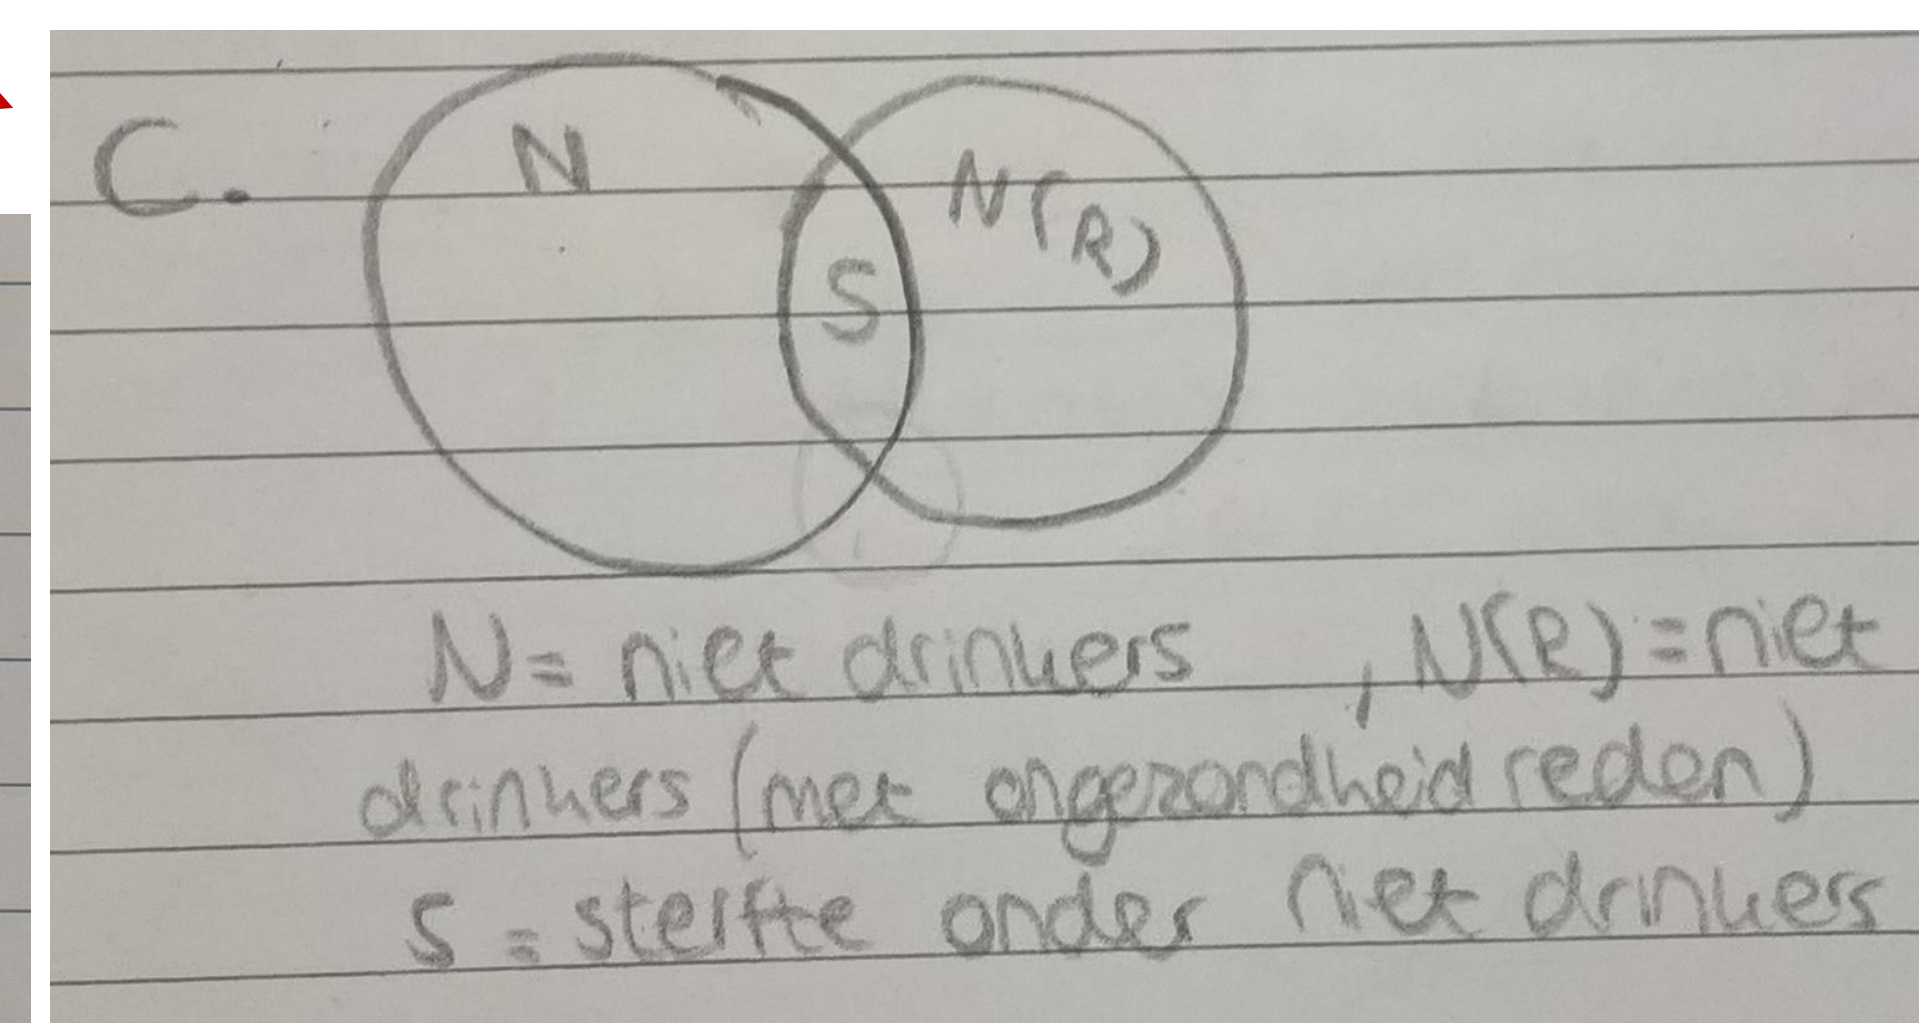 C.
N
N(R)
S
N = niet drinkers , N(R) = niet
drinkers (met ongezondheid reden)
S = sterfte onder niet drinkers